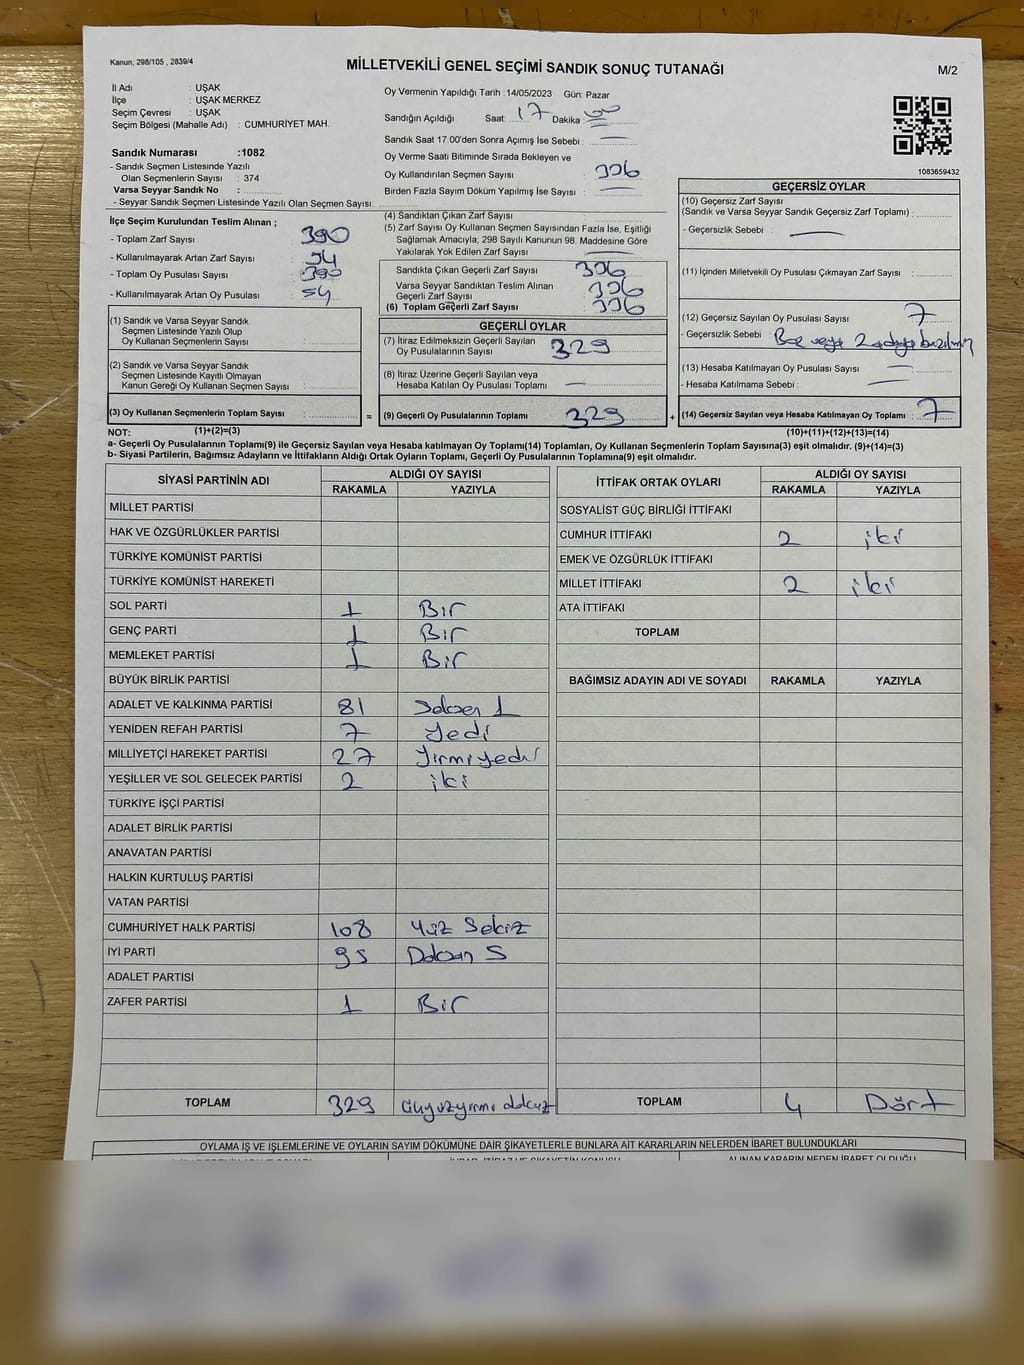 Kanun; 298/105 , 2839/4
MİLLETVEKİLİ GENEL SEÇİMİ SANDIK SONUÇ TUTANAĞI
M/2
İl Adı : UŞAK
İlçe : UŞAK MERKEZ
Seçim Çevresi : UŞAK
Seçim Bölgesi (Mahalle Adı) : CUMHURİYET MAH.
Sandık Numarası :1082
- Sandık Seçmen Listesinde Yazılı
Olan Seçmenlerin Sayısı : 374
Varsa Seyyar Sandık No :
- Seyyar Sandık Seçmen Listesinde Yazılı Olan Seçmen Sayısı:
Oy Vermenin Yapıldığı Tarih :14/05/2023 Gün: Pazar
Sandığın Açıldığı Saat: 17 Dakika: 00
Sandık Saat 17:00'den Sonra Açımış İse Sebebi :
Oy Verme Saati Bitiminde Sırada Bekleyen ve
Oy Kullandırılan Seçmen Sayısı : 336
Birden Fazla Sayım Döküm Yapılmış İse Sayısı :
1083659432
İlçe Seçim Kurulundan Teslim Alınan ;
- Toplam Zarf Sayısı : 390
- Kullanılmayarak Artan Zarf Sayısı : 54
- Toplam Oy Pusulası Sayısı : 390
- Kullanılmayarak Artan Oy Pusulası : 54
(1) Sandık ve Varsa Seyyar Sandık
Seçmen Listesinde Yazılı Olup
Oy Kullanan Seçmenlerin Sayısı :
(2) Sandık ve Varsa Seyyar Sandık
Seçmen Listesinde Kayıtlı Olmayan
Kanun Gereği Oy Kullanan Seçmen Sayısı :
(3) Oy Kullanan Seçmenlerin Toplam Sayısı :
(1)+(2)=(3)
(4) Sandıktan Çıkan Zarf Sayısı :
(5) Zarf Sayısı Oy Kullanan Seçmen Sayısından Fazla İse, Eşitliği
Sağlamak Amacıyla, 298 Sayılı Kanunun 98. Maddesine Göre
Yakılarak Yok Edilen Zarf Sayısı :
Sandıkta Çıkan Geçerli Zarf Sayısı : 336
Varsa Seyyar Sandıktan Teslim Alınan
Geçerli Zarf Sayısı : 336
(6) Toplam Geçerli Zarf Sayısı : 336
GEÇERLİ OYLAR
(7) İtiraz Edilmeksizin Geçerli Sayılan
Oy Pusulalarının Sayısı : 329
(8) İtiraz Üzerine Geçerli Sayılan veya
Hesaba Katılan Oy Pusulası Toplamı :
= (9) Geçerli Oy Pusulalarının Toplamı : 329
GEÇERSİZ OYLAR
(10) Geçersiz Zarf Sayısı
(Sandık ve Varsa Seyyar Sandık Geçersiz Zarf Toplamı) :
- Geçersizlik Sebebi :
(11) İçinden Milletvekili Oy Pusulası Çıkmayan Zarf Sayısı :
(12) Geçersiz Sayılan Oy Pusulası Sayısı : 7
- Geçersizlik Sebebi : Boş veya 2 adaya
(13) Hesaba Katılmayan Oy Pusulası Sayısı :
- Hesaba Katılmama Sebebi :
+ (14) Geçersiz Sayılan veya Hesaba Katılmayan Oy Toplamı : 7
(10)+(11)+(12)+(13)=(14)
NOT:
a- Geçerli Oy Pusulalarının Toplamı(9) ile Geçersiz Sayılan veya Hesaba katılmayan Oy Toplamı(14) Toplamları, Oy Kullanan Seçmenlerin Toplam Sayısına(3) eşit olmalıdır. (9)+(14)=(3)
b- Siyasi Partilerin, Bağımsız Adayların ve İttifakların Aldığı Ortak Oyların Toplamı, Geçerli Oy Pusulalarının Toplamına(9) eşit olmalıdır.
SİYASİ PARTİNİN ADI ALDIĞI OY SAYISI
RAKAMLA YAZIYLA
MİLLET PARTİSİ
HAK VE ÖZGÜRLÜKLER PARTİSİ
TÜRKİYE KOMÜNİST PARTİSİ
TÜRKİYE KOMÜNİST HAREKETİ
SOL PARTİ 1 Bir
GENÇ PARTİ 1 Bir
MEMLEKET PARTİSİ 1 Bir
BÜYÜK BİRLİK PARTİSİ
ADALET VE KALKINMA PARTİSİ 81 Seksen 1
YENİDEN REFAH PARTİSİ 7 Yedi
MİLLİYETÇİ HAREKET PARTİSİ 27 Yirmiyedi
YEŞİLLER VE SOL GELECEK PARTİSİ 2 iki
TÜRKİYE İŞÇİ PARTİSİ
ADALET BİRLİK PARTİSİ
ANAVATAN PARTİSİ
HALKIN KURTULUŞ PARTİSİ
VATAN PARTİSİ
CUMHURİYET HALK PARTİSİ 108 Yüz Sekiz
İYİ PARTİ 95 Doksan 5
ADALET PARTİSİ
ZAFER PARTİSİ 1 Bir
TOPLAM 329 Üçyüzyirmi dokuz
İTTİFAK ORTAK OYLARI ALDIĞI OY SAYISI
RAKAMLA YAZIYLA
SOSYALİST GÜÇ BİRLİĞİ İTTİFAKI
CUMHUR İTTİFAKI 2 iki
EMEK VE ÖZGÜRLÜK İTTİFAKI
MİLLET İTTİFAKI 2 iki
ATA İTTİFAKI
TOPLAM
BAĞIMSIZ ADAYIN ADI VE SOYADI RAKAMLA YAZIYLA
TOPLAM 4 Dört
OYLAMA İŞ VE İŞLEMLERİNE VE OYLARIN SAYIM DÖKÜMÜNE DAİR ŞİKAYETLERLE BUNLARA AİT KARARLARIN NELERDEN İBARET BULUNDUKLARI